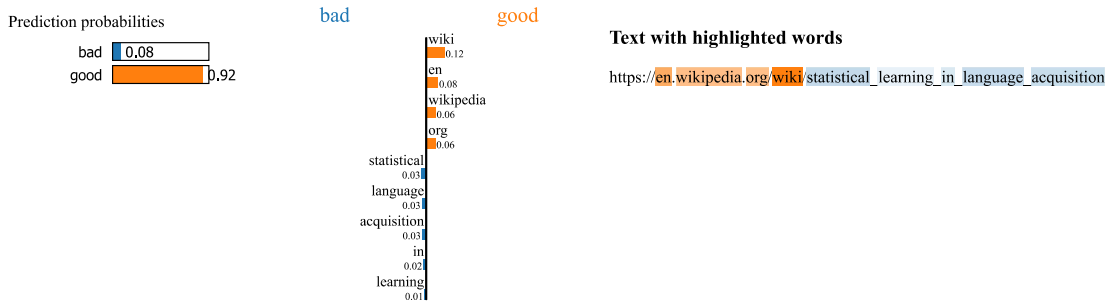 Prediction probabilities
bad 0.08
good 0.92
bad good
wiki
0.12
en
0.08
wikipedia
0.06
org
0.06
statistical
0.03
language
0.03
acquisition
0.03
in
0.02
learning
0.01
Text with highlighted words
https://en.wikipedia.org/wiki/statistical_learning_in_language_acquisition